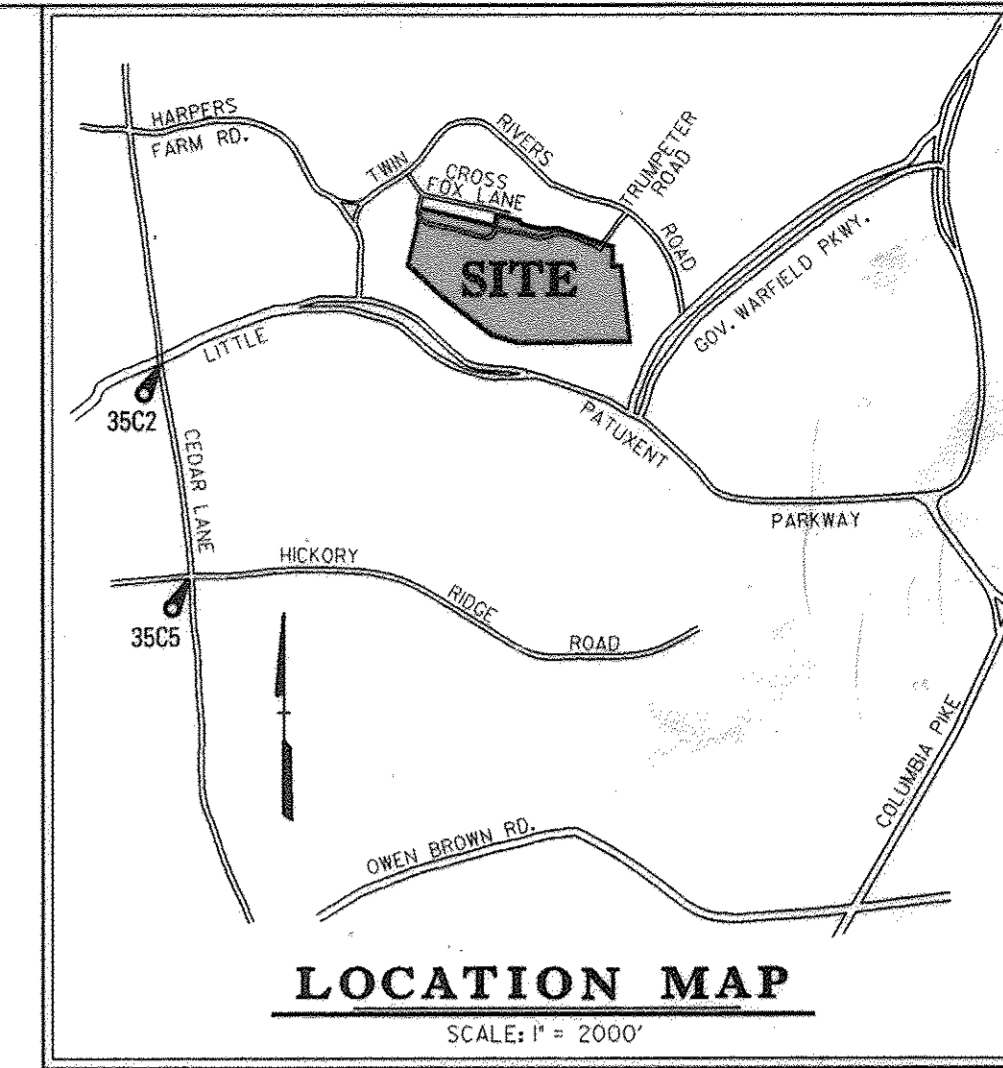 HARPERS
FARM RD.
TWIN
RIVERS
ROAD
CROSS
FOX LANE
TRUMPETER
ROAD
SITE
GOV. WARFIELD PKWY.
LITTLE
PATUXENT
PARKWAY
35C2
CEDAR LANE
HICKORY
RIDGE
ROAD
35C5
COLUMBIA PIKE
OWEN BROWN RD.
LOCATION MAP
SCALE: 1" = 2000'